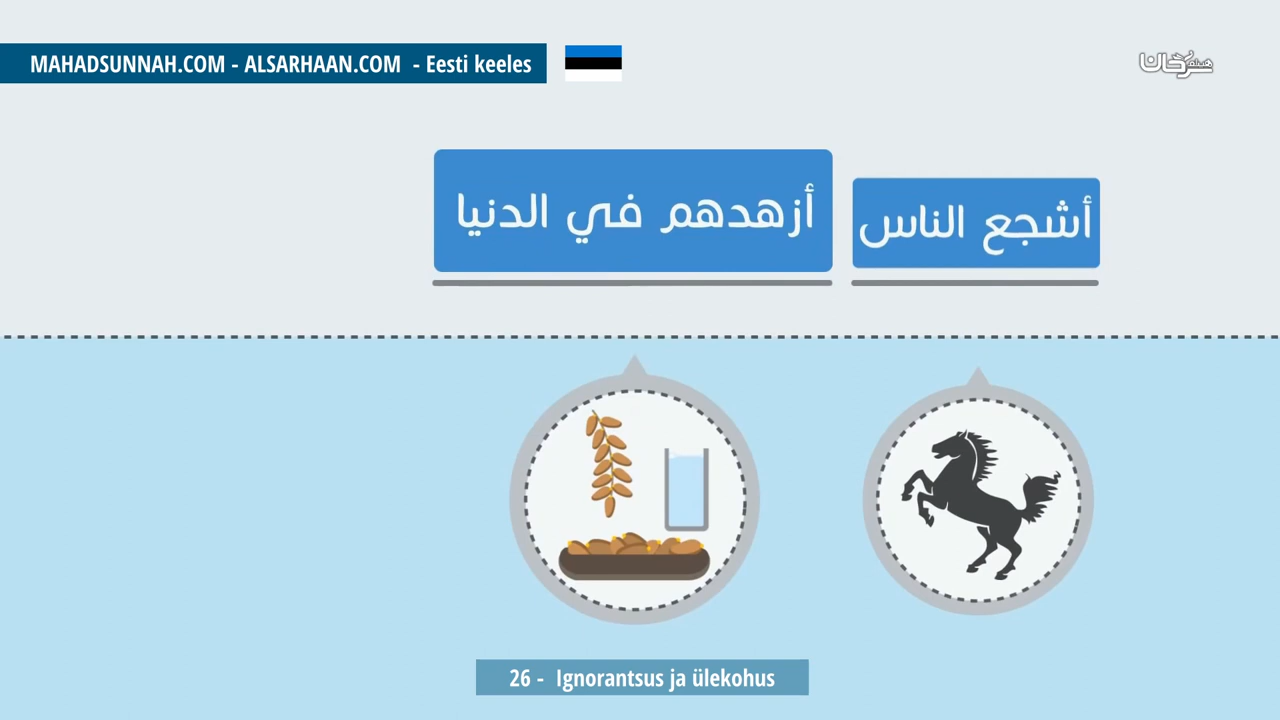 MAHADSUNNAH.COM - ALSARHAAN.COM - Eesti keeles
أشجع الناس
أزهدهم في الدنيا
26 - Ignorantsus ja ülekohus